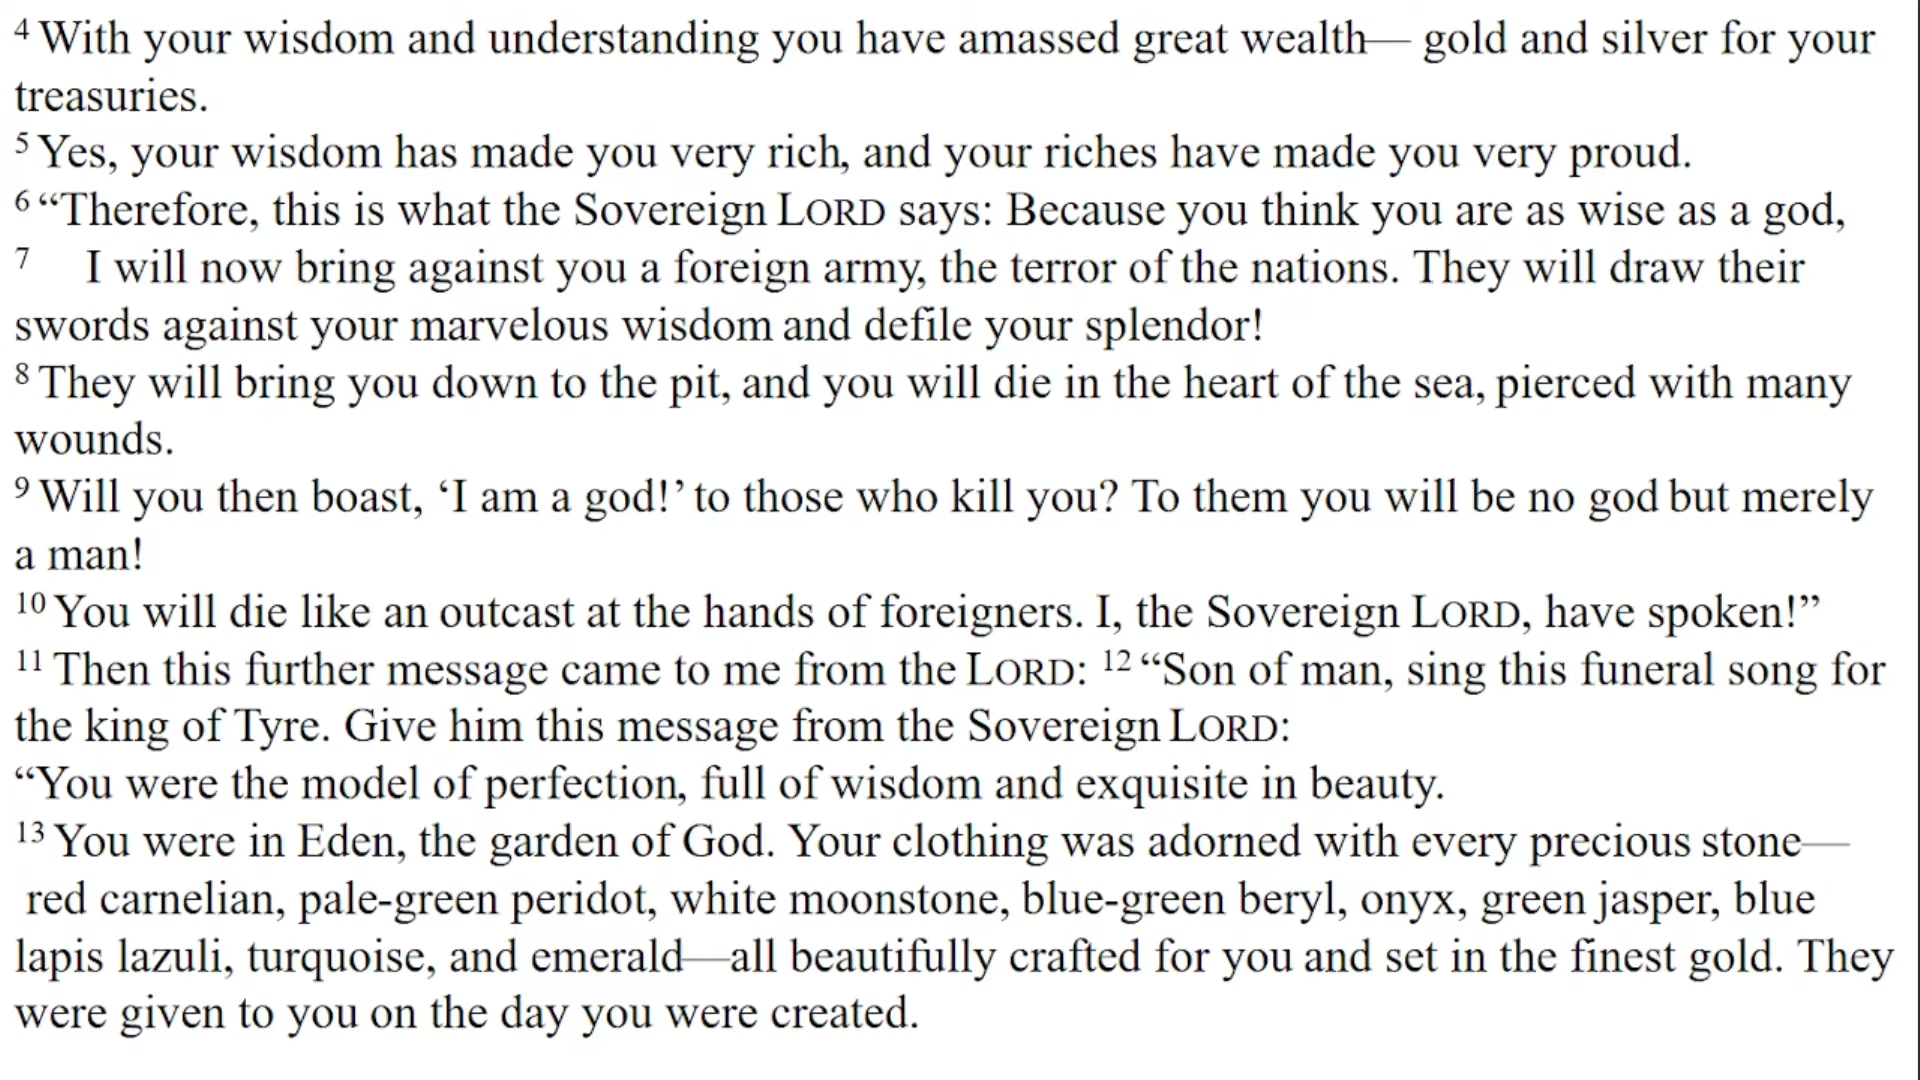 4 With your wisdom and understanding you have amassed great wealth— gold and silver for your
treasuries.
5 Yes, your wisdom has made you very rich, and your riches have made you very proud.
6 “Therefore, this is what the Sovereign LORD says: Because you think you are as wise as a god,
7 I will now bring against you a foreign army, the terror of the nations. They will draw their
swords against your marvelous wisdom and defile your splendor!
8 They will bring you down to the pit, and you will die in the heart of the sea, pierced with many
wounds.
9 Will you then boast, ‘I am a god!’ to those who kill you? To them you will be no god but merely
a man!
10 You will die like an outcast at the hands of foreigners. I, the Sovereign LORD, have spoken!”
11 Then this further message came to me from the LORD: 12 “Son of man, sing this funeral song for
the king of Tyre. Give him this message from the Sovereign LORD:
“You were the model of perfection, full of wisdom and exquisite in beauty.
13 You were in Eden, the garden of God. Your clothing was adorned with every precious stone—
red carnelian, pale-green peridot, white moonstone, blue-green beryl, onyx, green jasper, blue
lapis lazuli, turquoise, and emerald—all beautifully crafted for you and set in the finest gold. They
were given to you on the day you were created.